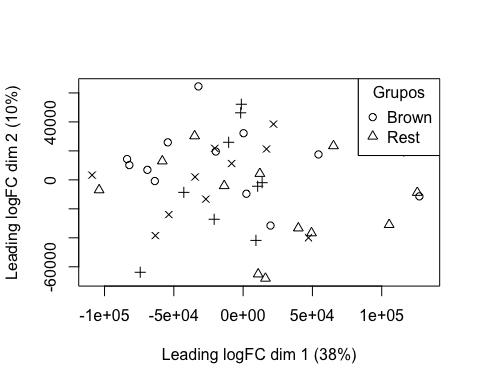 Grupos
Brown
Rest
40000
0
-60000
Leading logFC dim 2 (10%)
-1e+05 -5e+04 0e+00 5e+04 1e+05
Leading logFC dim 1 (38%)